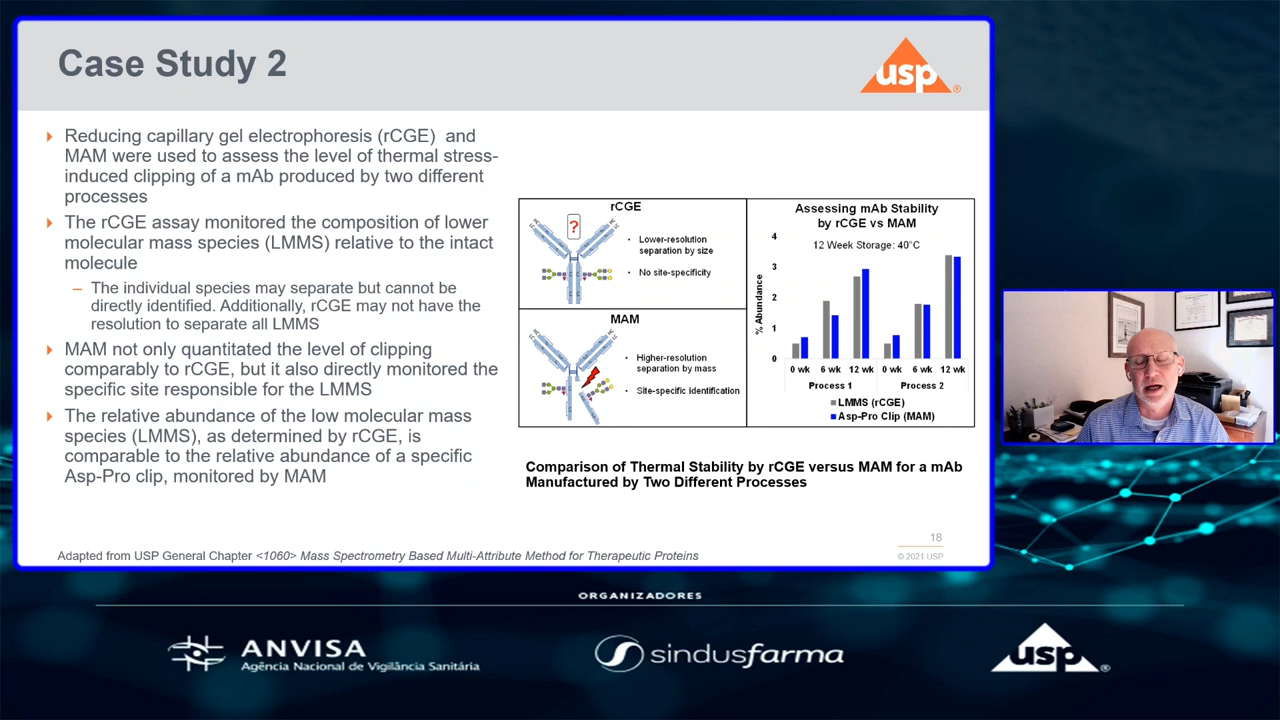 Case Study 2
usp®
Reducing capillary gel electrophoresis (rCGE) and
MAM were used to assess the level of thermal stress-
induced clipping of a mAb produced by two different
processes
The rCGE assay monitored the composition of lower
molecular mass species (LMMS) relative to the intact
molecule
– The individual species may separate but cannot be
directly identified. Additionally, rCGE may not have the
resolution to separate all LMMS
MAM not only quantitated the level of clipping
comparably to rCGE, but it also directly monitored the
specific site responsible for the LMMS
The relative abundance of the low molecular mass
species (LMMS), as determined by rCGE, is
comparable to the relative abundance of a specific
Asp-Pro clip, monitored by MAM
rCGE
HC
LC
HC
LC
?
• Lower-resolution
separation by size
• No site-specificity
MAM
HC
LC
HC
LC
• Higher-resolution
separation by mass
• Site-specific identification
Assessing mAb Stability
by rCGE vs MAM
12 Week Storage: 40°C
% Abundance
4
3
2
1
0
0 wk 6 wk 12 wk 0 wk 6 wk 12 wk
Process 1 Process 2
LMMS (rCGE)
Asp-Pro Clip (MAM)
Comparison of Thermal Stability by rCGE versus MAM for a mAb
Manufactured by Two Different Processes
18
Adapted from USP General Chapter <1060> Mass Spectrometry Based Multi-Attribute Method for Therapeutic Proteins
© 2021 USP
ORGANIZADORES
ANVISA
Agência Nacional de Vigilância Sanitária
sindusfarma
usp®